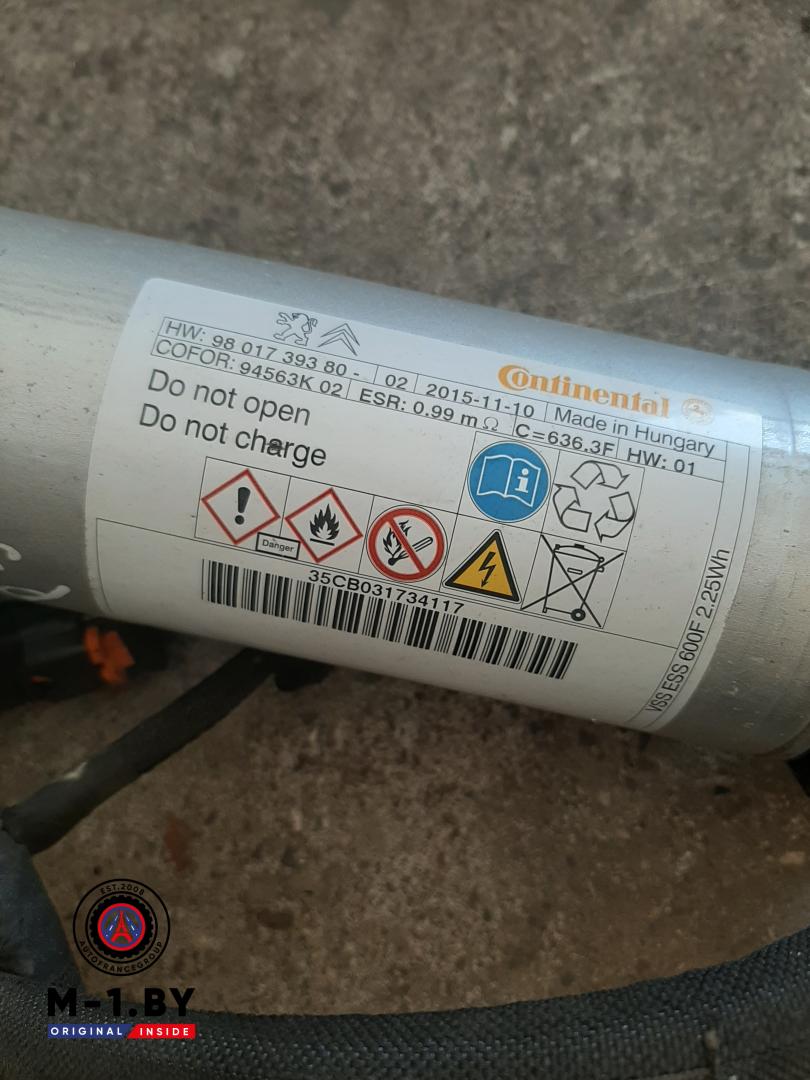 Continental
HW: 98 017 393 80 - 02 2015-11-10 Made in Hungary
COFOR: 94563K 02 ESR: 0.99 m Ω C=636.3F HW: 01
Do not open
Do not charge
Danger
35CB031734117
VSS ESS 600F 2.25Wh
EST.2008
AUTOFRANCEGROUP
M-1.BY
ORIGINAL INSIDE